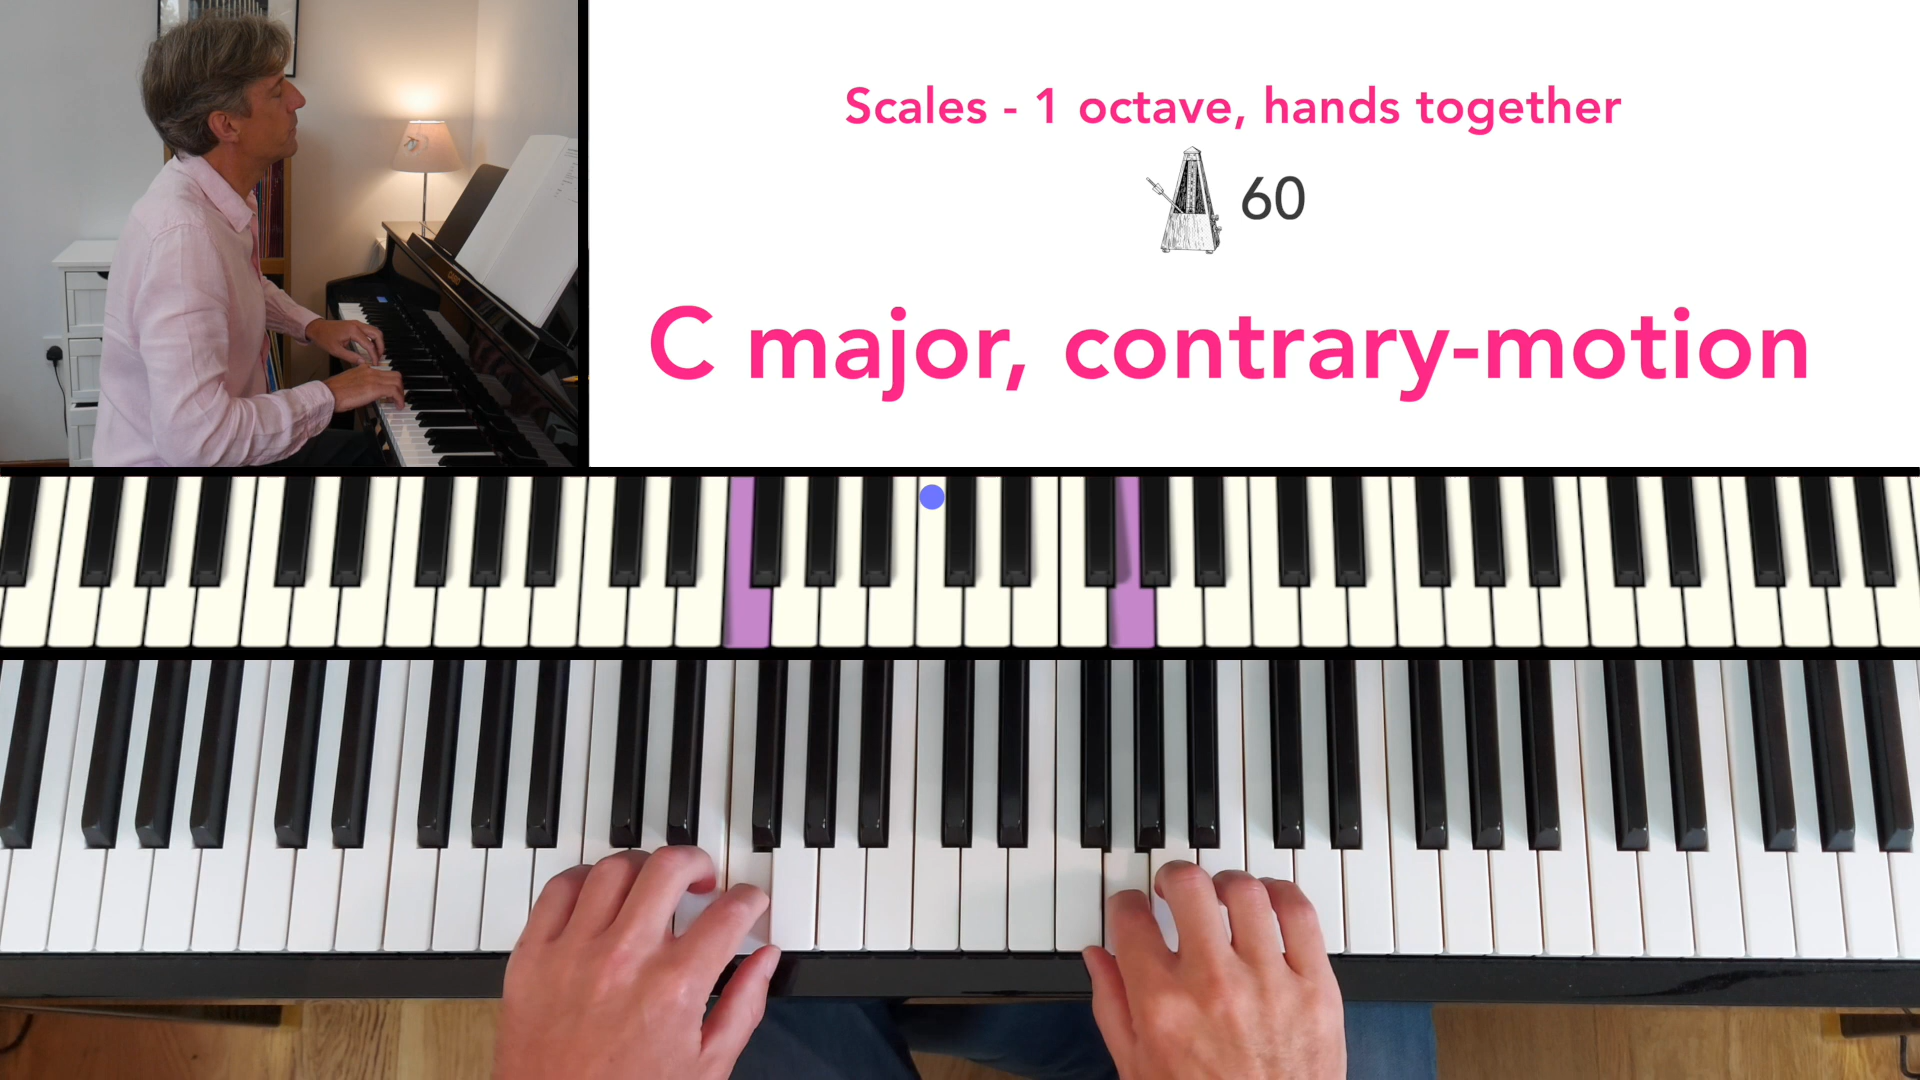 Scales - 1 octave, hands together
60
C major, contrary-motion